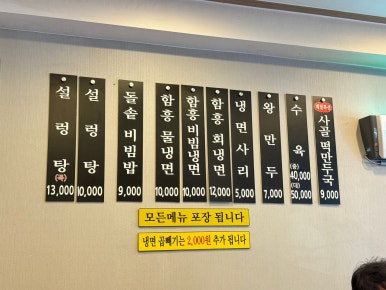 설렁탕
(특)
13,000
설렁탕
10,000
돌솥비빔밥
9,000
함흥물냉면
10,000
함흥비빔냉면
10,000
함흥회냉면
12,000
냉면사리
5,000
왕만두
7,000
수육
(중)
40,000
(대)
50,000
사골떡만두국
9,000
모든메뉴 포장 됩니다
냉면 곱빼기는 2,000원 추가 됩니다